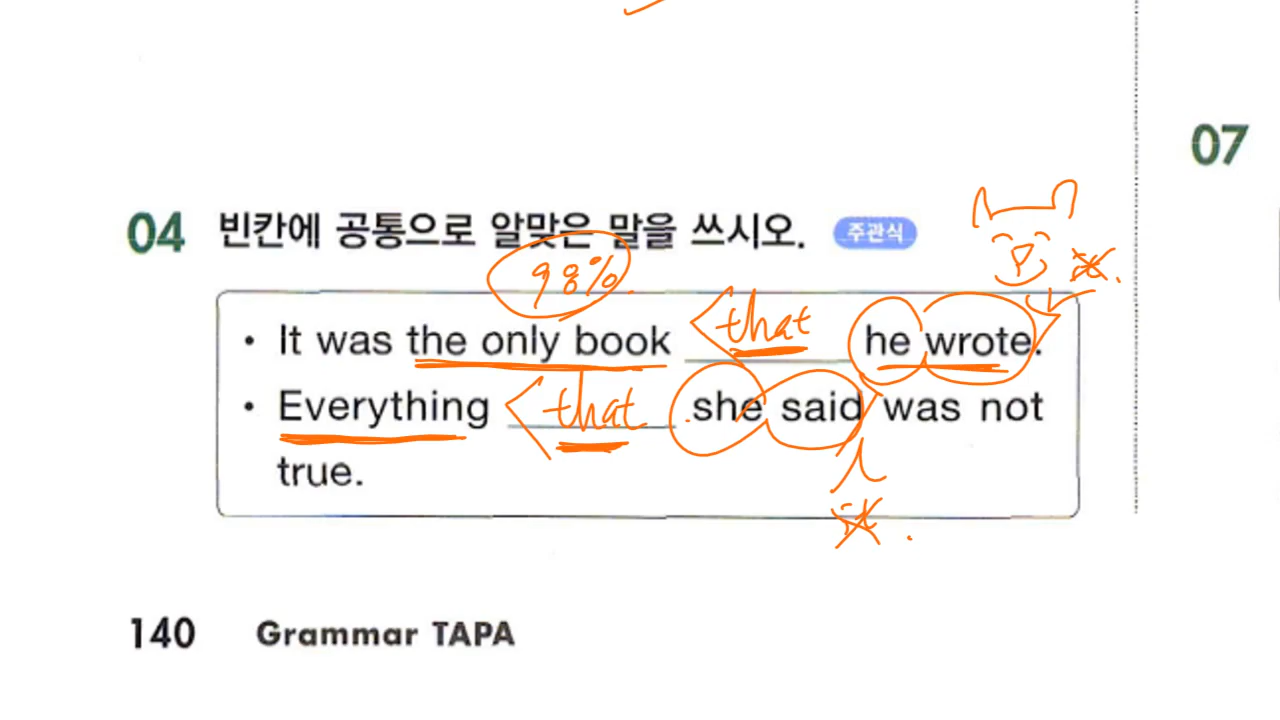 07
04 빈칸에 공통으로 알맞은 말을 쓰시오. 주관식
98%
it.
• It was the only book that he wrote.
• Everything that she said was not
true.
it.
140 Grammar TAPA